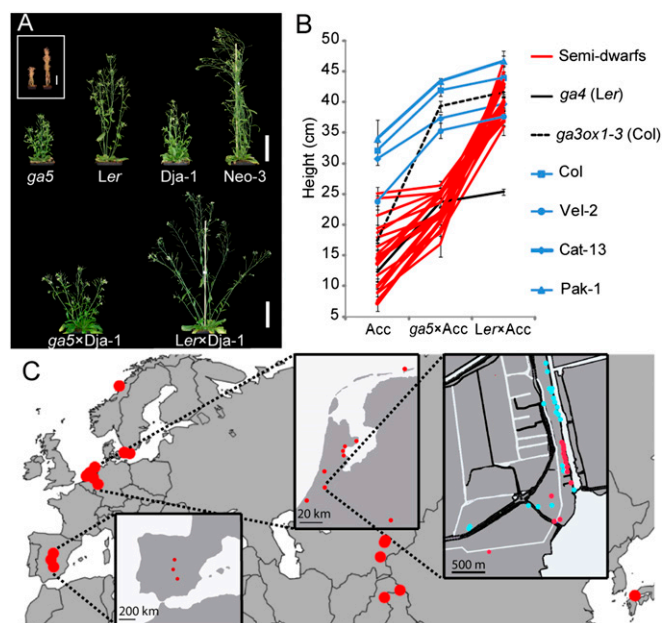 A
ga5
Ler
Dja-1
Neo-3
ga5×Dja-1
Ler×Dja-1
B
50
45
40
35
30
25
20
15
10
5
Height (cm)
Acc
ga5×Acc
Ler×Acc
Semi-dwarfs
ga4 (Ler)
ga3ox1-3 (Col)
Col
Vel-2
Cat-13
Pak-1
C
200 km
20 km
500 m